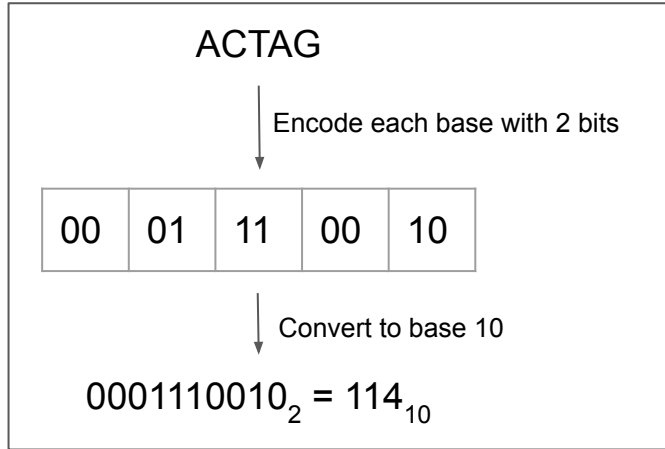 ACTAG
Encode each base with 2 bits
00 01 11 00 10
Convert to base 10
0001110010₂ = 114₁₀